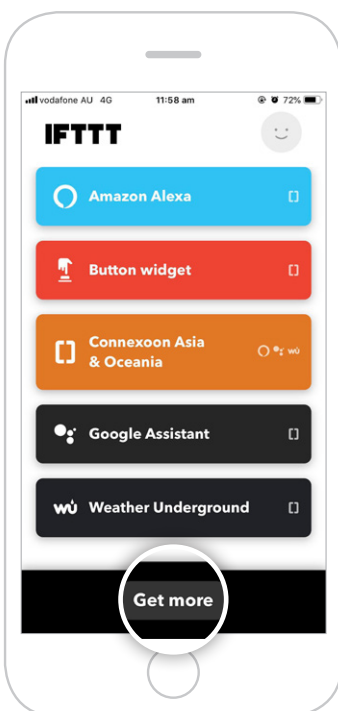 vodafone AU 4G 11:58 am 72%
IFTTT
Amazon Alexa
Button widget
Connexoon Asia
& Oceania
wu
Google Assistant
wu Weather Underground
Get more